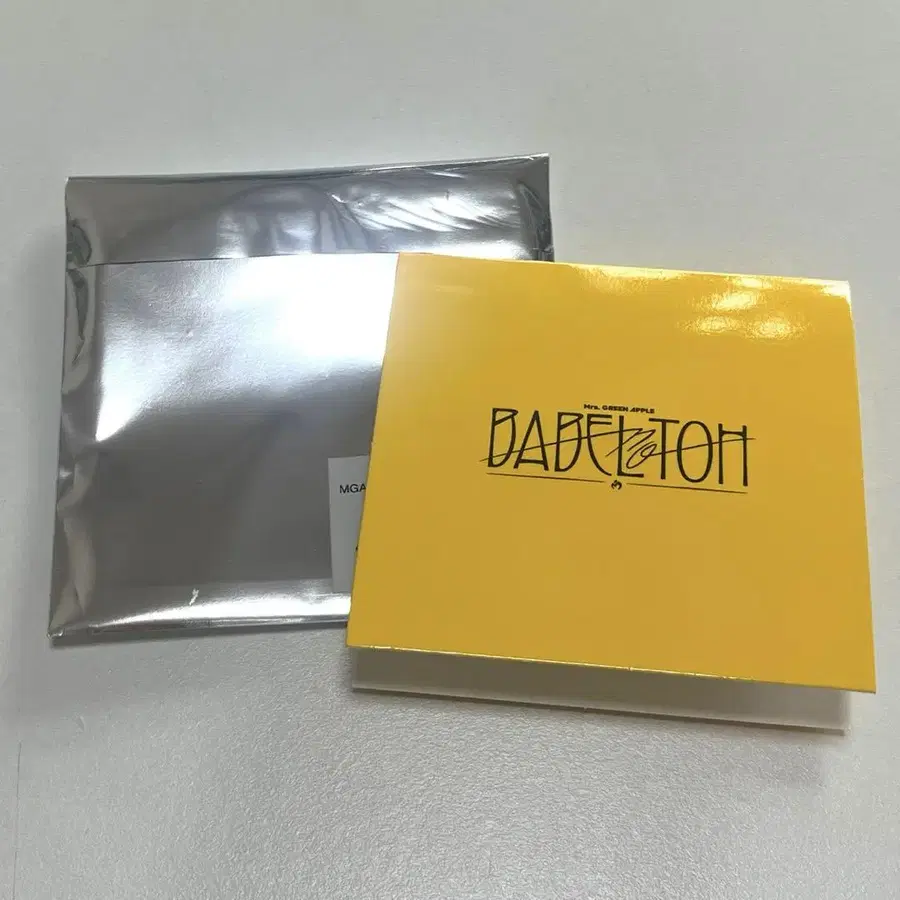 MGA
Mrs. GREEN APPLE
BABEL no TOH